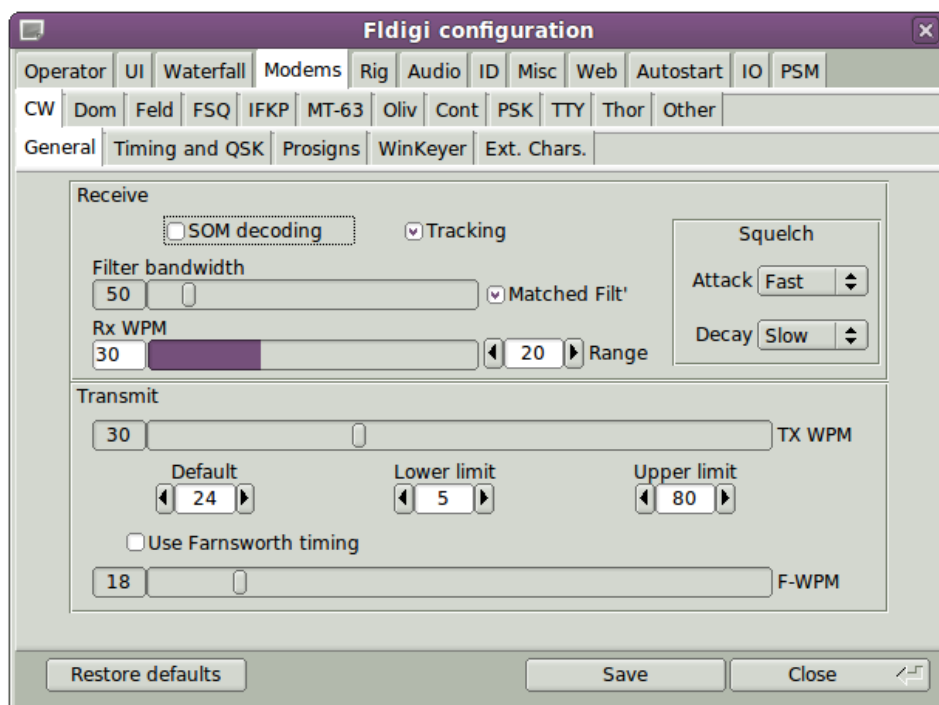 Fldigi configuration
Operator UI Waterfall Modems Rig Audio ID Misc Web Autostart IO PSM
CW Dom Feld FSQ IFKP MT-63 Oliv Cont PSK TTY Thor Other
General Timing and QSK Prosigns WinKeyer Ext. Chars.
Receive
SOM decoding Tracking
Squelch
Filter bandwidth
Attack Fast
50 Matched Filt'
Rx WPM
Decay Slow
30 20 Range
Transmit
30 TX WPM
Default Lower limit Upper limit
24 5 80
Use Farnsworth timing
18 F-WPM
Restore defaults Save Close